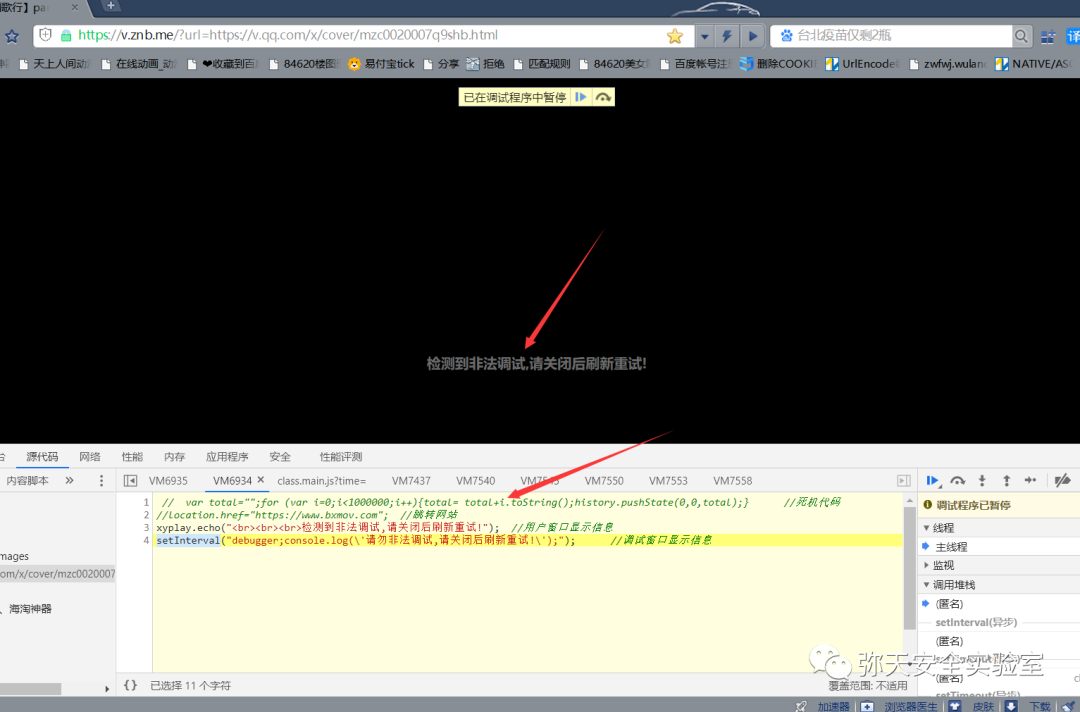 歌行】pa
https://v.znb.me/?url=https://v.qq.com/x/cover/mzc0020007q9shb.html
台北疫苗仅剩2瓶
译
天上人间动 在线动画_动 ❤收藏到百 84620楼图 易付宝tick 分享 拒绝 匹配规则 84620美女 百度帐号注 删除COOKI UrlEncode zwfwj.wulan NATIVE/ASC
已在调试程序中暂停
检测到非法调试,请关闭后刷新重试!
台 源代码 网络 性能 内存 应用程序 安全 性能评测
内容脚本 » VM6935 VM6934 × class.main.js?time= VM7437 VM7540 VM7550 VM7553 VM7558
1 // var total="";for (var i=0;i<1000000;i++){total= total+i.toString();history.pushState(0,0,total);} //死机代码
2 //location.href="https://www.bxmov.com"; //跳转网站
3 xyplay.echo("<br><br><br>检测到非法调试,请关闭后刷新重试!"); //用户窗口显示信息
4 setInterval("debugger;console.log(\'请勿非法调试,请关闭后刷新重试!\');"); //调试窗口显示信息
mages
om/x/cover/mzc0020007
、海淘神器
调试程序已暂停
线程
主线程
监视
调用堆栈
(匿名)
setInterval(异步)
(匿名)
(匿名)
setTimeout(异步)
弥天安全实验室
{} 已选择 11 个字符
覆盖范围: 不适用
加速器 浏览器医生 皮肤 下载